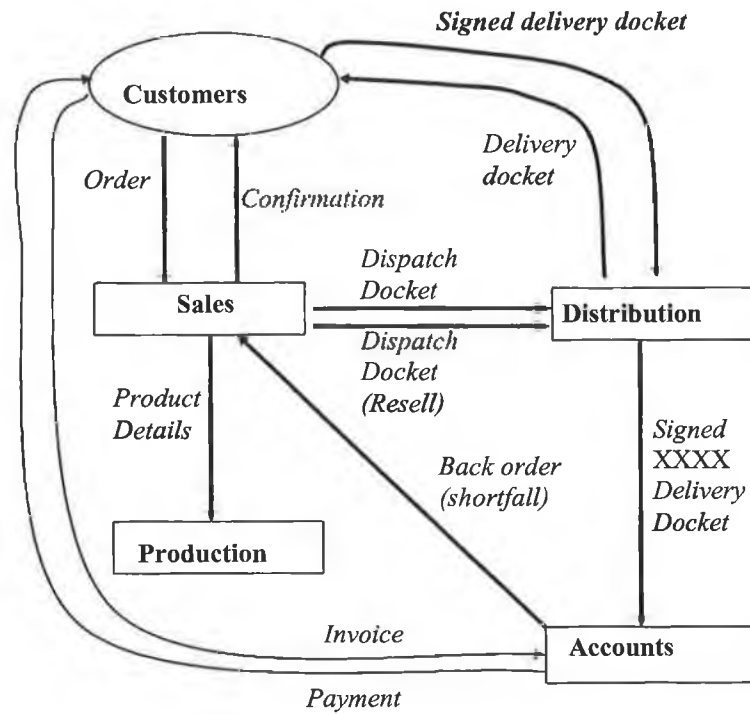 Signed delivery docket
Customers
Delivery
docket
Order
Confirmation
Dispatch
Docket
Sales
Distribution
Dispatch
Docket
(Resell)
Product
Details
Signed
XXXX
Delivery
Docket
Back order
(shortfall)
Production
Invoice
Accounts
Payment